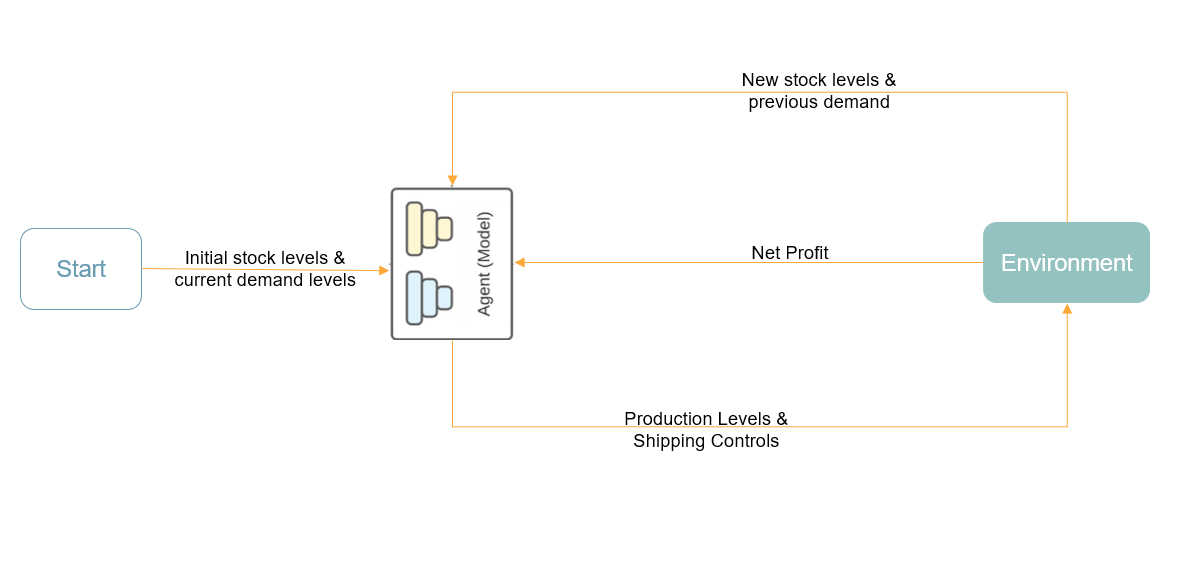 New stock levels &
previous demand
Start
Initial stock levels &
current demand levels
Agent (Model)
Net Profit
Environment
Production Levels &
Shipping Controls